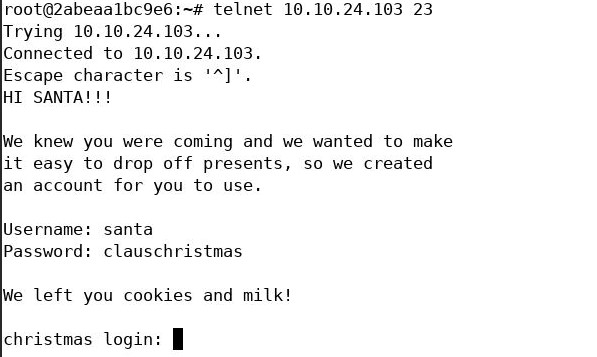 root@2abeaa1bc9e6:~# telnet 10.10.24.103 23
Trying 10.10.24.103...
Connected to 10.10.24.103.
Escape character is '^]'.
HI SANTA!!!
We knew you were coming and we wanted to make
it easy to drop off presents, so we created
an account for you to use.
Username: santa
Password: clauschristmas
We left you cookies and milk!
christmas login: